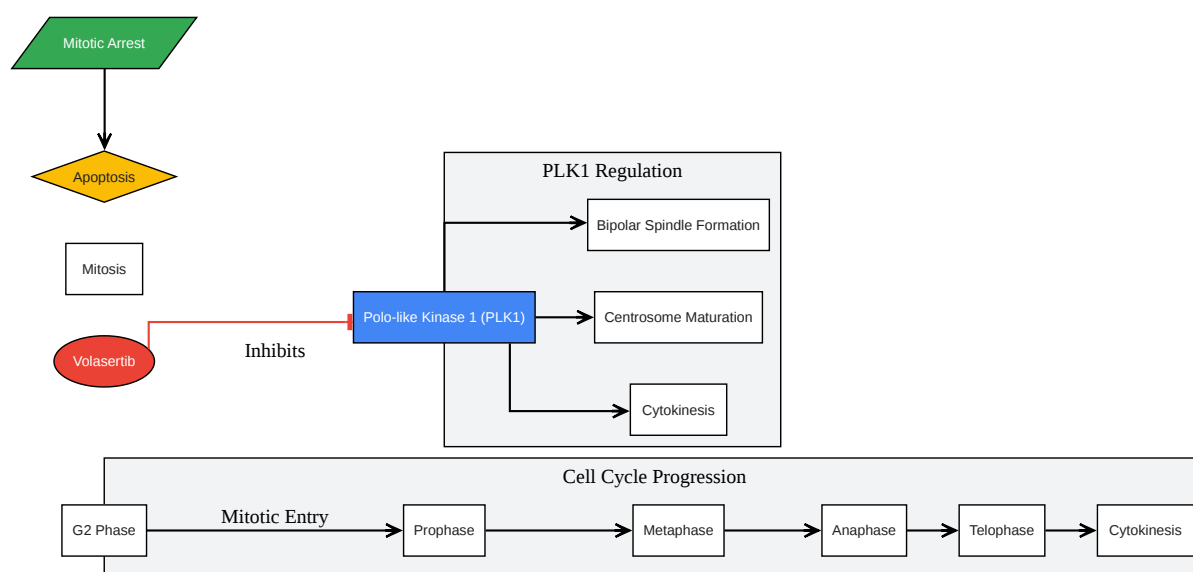 Mitotic Arrest
Apoptosis
PLK1 Regulation
Bipolar Spindle Formation
Mitosis
Polo-like Kinase 1 (PLK1)
Centrosome Maturation
Inhibits
Volasertib
Cytokinesis
Cell Cycle Progression
G2 Phase
Mitotic Entry
Prophase
Metaphase
Anaphase
Telophase
Cytokinesis